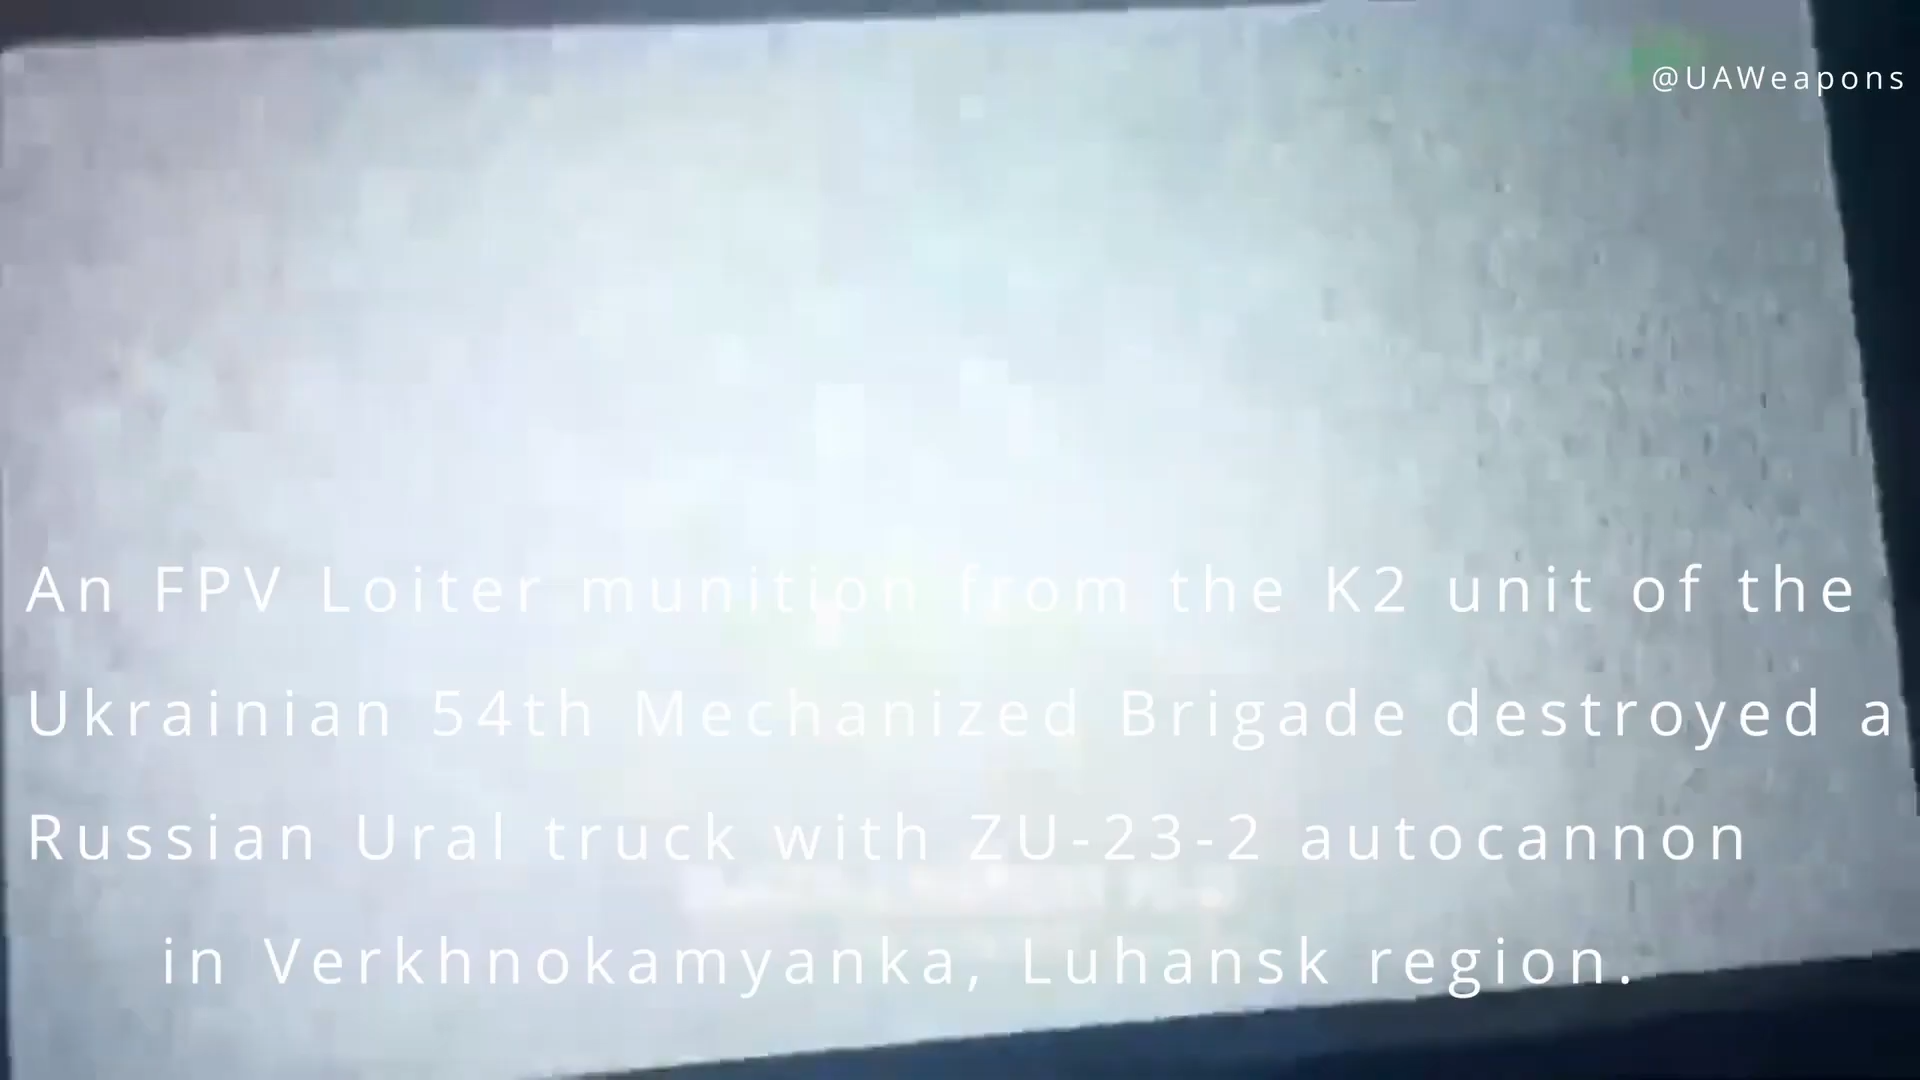 @UAWeapons
An FPV Loiter munition from the K2 unit of the
Ukrainian 54th Mechanized Brigade destroyed a
Russian Ural truck with ZU-23-2 autocannon
in Verkhnokamyanka, Luhansk region.